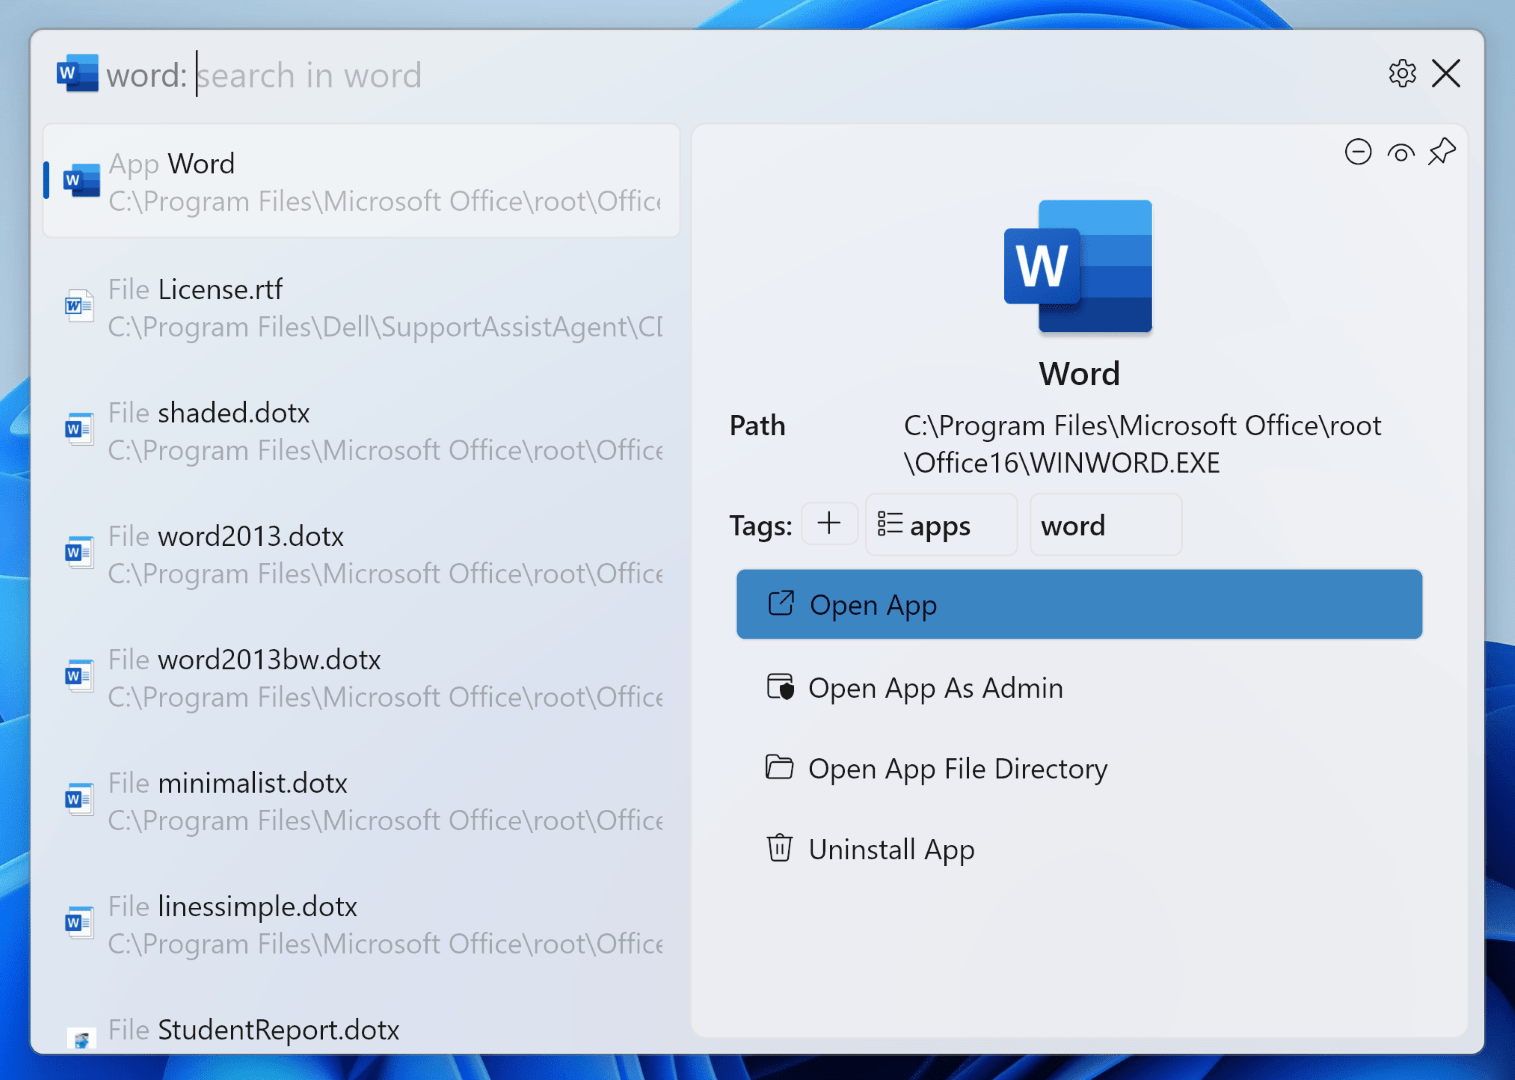 word: search in word
App Word
C:\Program Files\Microsoft Office\root\Office
File License.rtf
C:\Program Files\Dell\SupportAssistAgent\CD
File shaded.dotx
C:\Program Files\Microsoft Office\root\Office
File word2013.dotx
C:\Program Files\Microsoft Office\root\Office
File word2013bw.dotx
C:\Program Files\Microsoft Office\root\Office
File minimalist.dotx
C:\Program Files\Microsoft Office\root\Office
File linessimple.dotx
C:\Program Files\Microsoft Office\root\Office
File StudentReport.dotx
W
Word
Path C:\Program Files\Microsoft Office\root
\Office16\WINWORD.EXE
Tags: + apps word
Open App
Open App As Admin
Open App File Directory
Uninstall App